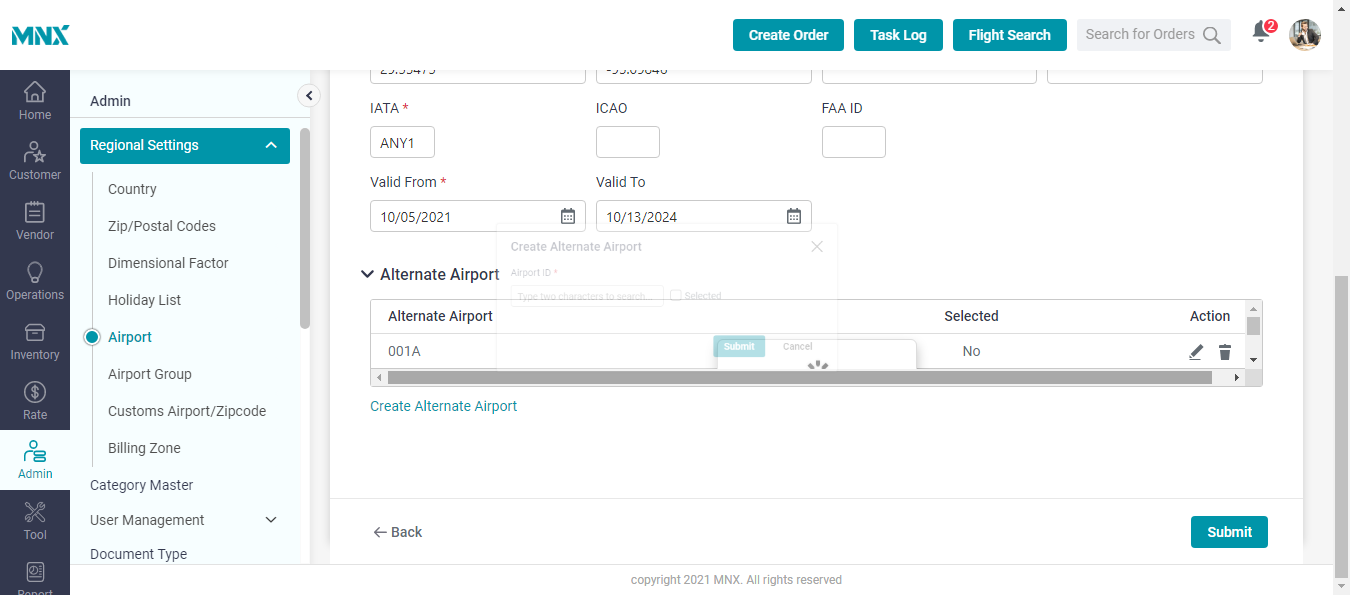 MNX
Create Order
Task Log
Flight Search
Search for Orders
2
Home
Customer
Vendor
Operations
Inventory
Rate
Admin
Tool
Report
Admin
Regional Settings
Country
Zip/Postal Codes
Dimensional Factor
Holiday List
Airport
Airport Group
Customs Airport/Zipcode
Billing Zone
Category Master
User Management
Document Type
IATA *
ICAO
FAA ID
ANY1
Valid From *
Valid To
10/05/2021
10/13/2024
Create Alternate Airport
Airport ID *
Type two characters to search...
Selected
Submit
Cancel
Alternate Airport
Alternate Airport
Selected
Action
001A
No
Create Alternate Airport
Back
Submit
copyright 2021 MNX. All rights reserved